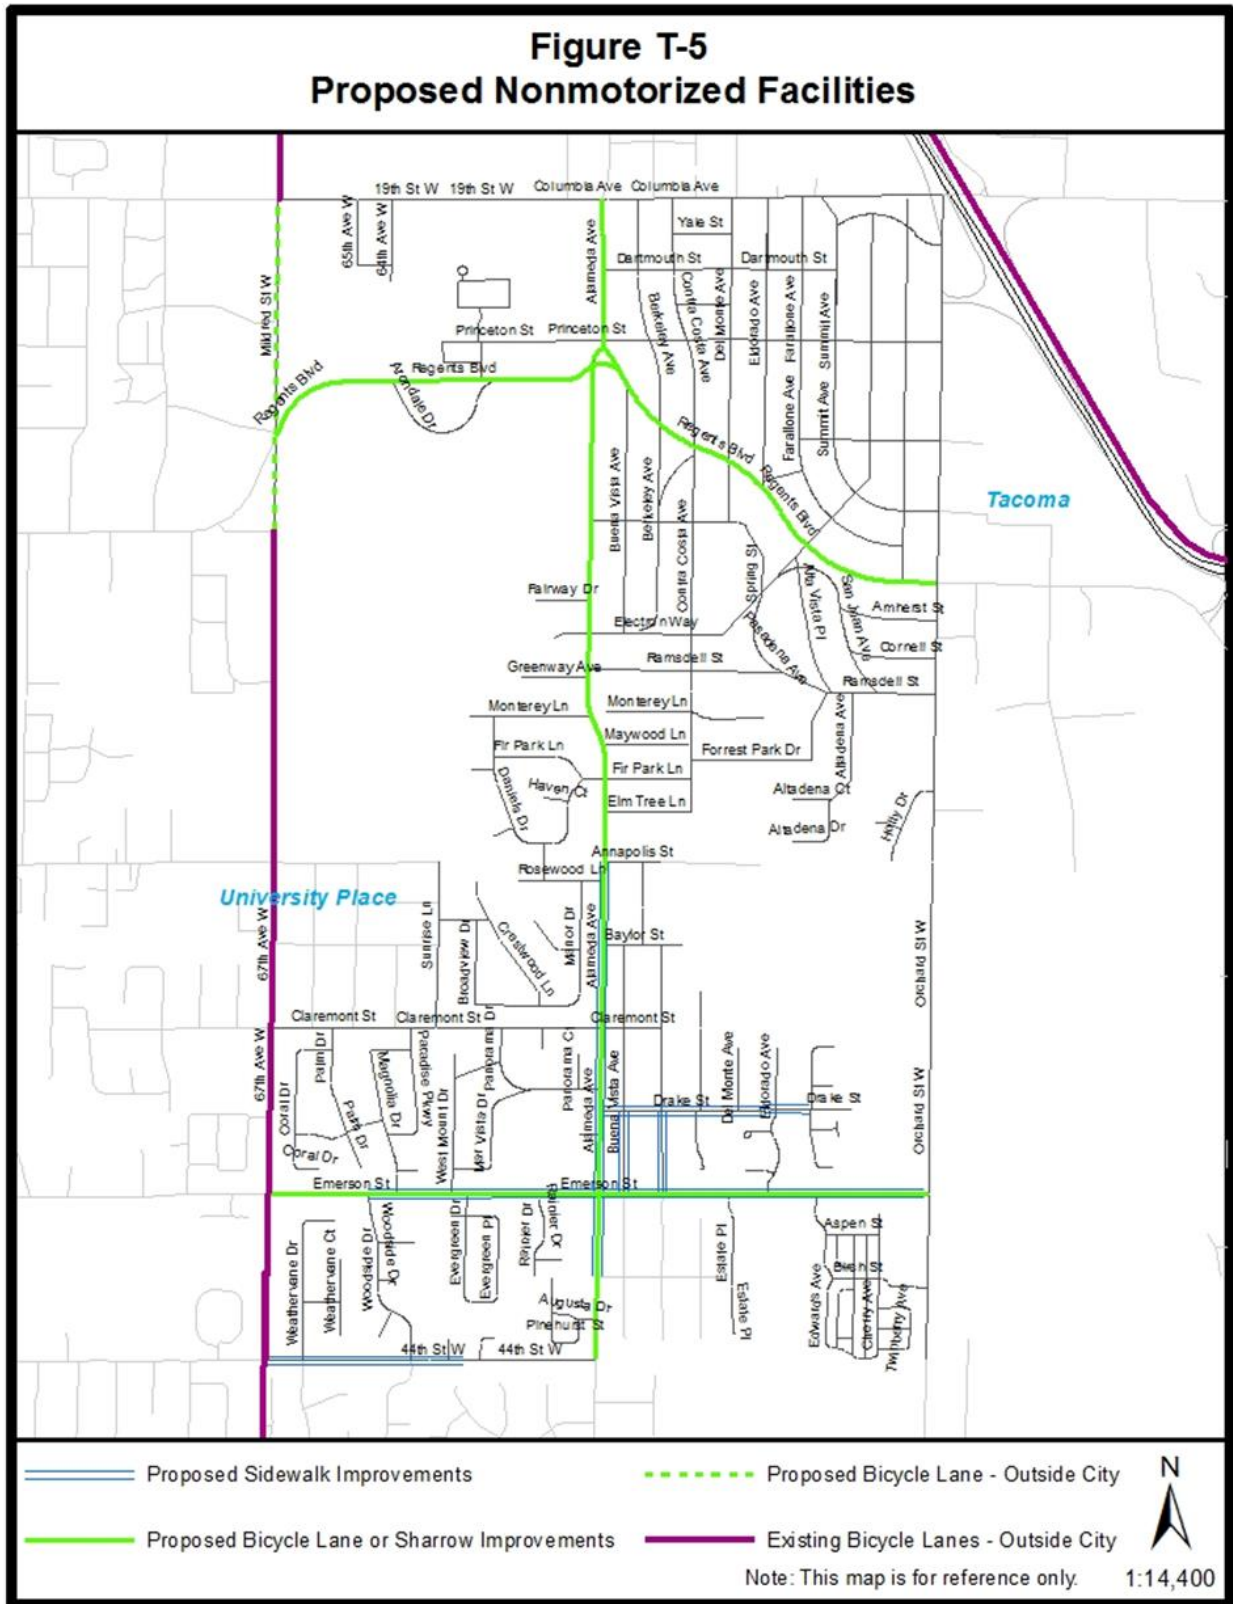 Figure T-5
Proposed Nonmotorized Facilities
19th St W 19th St W Columbia Ave Columbia Ave
65th Ave W
64th Ave W
Yale St
Alameda Ave
Dartmouth St Dartmouth St
Mildred St W
Berkeley Ave
Contra Costa Ave
Del Monte Ave
Eldorado Ave
Farallone Ave
Summit Ave
Princeton St Princeton St
Regents Blvd
Regents Blvd
Arondale Dr
Regents Blvd
Farallone Ave
Summit Ave
Regents Blvd
Buena Vista Ave
Berkeley Ave
Contra Costa Ave
Tacoma
Spring St
Alta Vista Pl
San Juan Ave
Fairway Dr
Amherst St
Electron Way
Pasadena Ave
Cornell St
Ramsdell St
Greenway Ave
Ramsdell St
Monterey Ln
Monterey Ln
Maywood Ln
Fir Park Ln
Forrest Park Dr
Altadena Ave
Fir Park Ln
Daniels Dr
Haven Ct
Elm Tree Ln
Altadena Ct
Altadena Dr
Holly Dr
Annapolis St
Rosewood Ln
University Place
67th Ave W
Sunrise Ln
Broadview Dr
Crestwood Ln
Manor Dr
Alameda Ave
Baylor St
Orchard St W
Claremont St Claremont St Claremont St
67th Ave W
Palm Dr
Magnolia Dr
Paradise Pkwy
Panorama Dr
Panorama Ct
Coral Dr
Palm Dr
West Mount Dr
Mar Vista Dr
Alameda Ave
Buena Vista Ave
Drake St
Del Monte Ave
Eldorado Ave
Drake St
Orchard St W
Coral Dr
Emerson St Emerson St
Weathervane Dr
Weathervane Ct
Woodside Dr
Woodside Dr
Evergreen Dr
Evergreen Pl
Rainier Dr
Rainier Dr
Estate Pl
Estate Pl
Aspen St
Birch St
Edwards Ave
Cherry Ave
Twinberry Ave
Augusta Dr
Pinehurst St
44th St W 44th St W
Proposed Sidewalk Improvements
Proposed Bicycle Lane - Outside City
N
Proposed Bicycle Lane or Sharrow Improvements
Existing Bicycle Lanes - Outside City
Note: This map is for reference only. 1:14,400